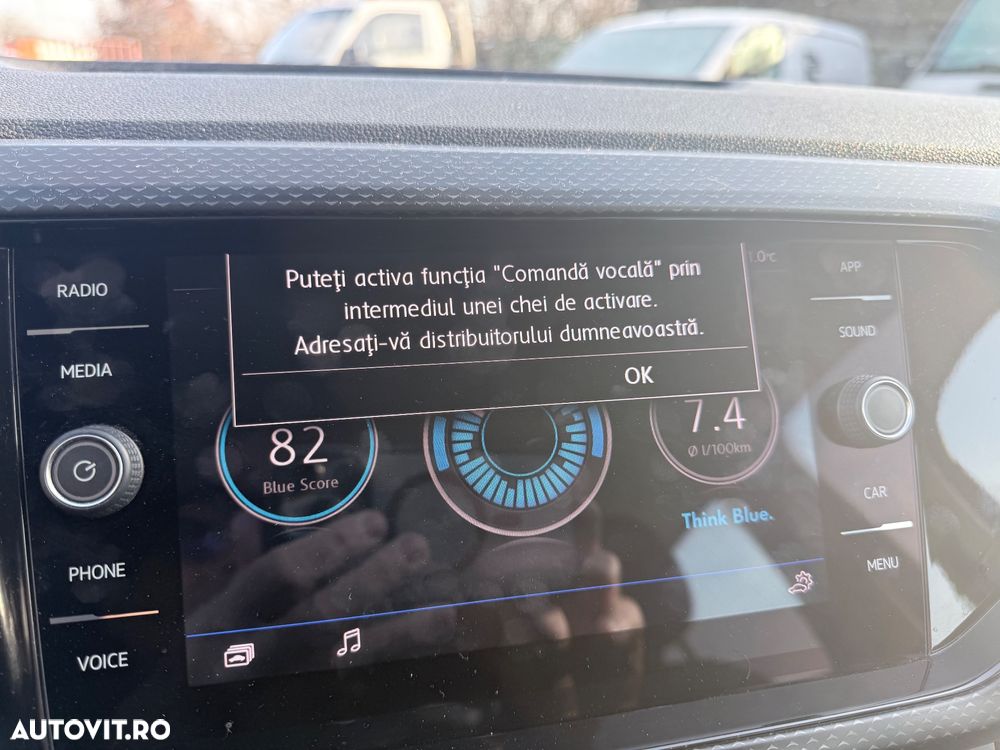 RADIO
MEDIA
PHONE
VOICE
Puteţi activa funcţia "Comandă vocală" prin
intermediul unei chei de activare.
Adresaţi-vă distribuitorului dumneavoastră.
OK
82
Blue Score
7.4
Ø l/100km
Think Blue.
APP
SOUND
CAR
MENU
AUTOVIT.RO